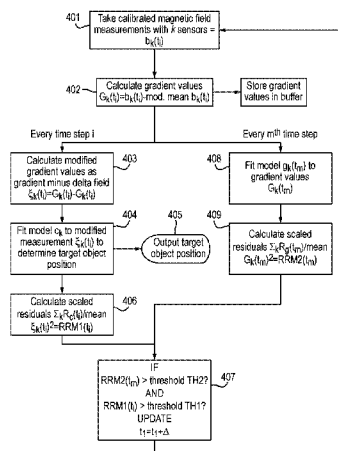 401
Take calibrated magnetic field
measurements with k sensors =
bk(ti)
402
Calculate gradient values
Gk(ti)=bk(ti)-mod. mean bk(ti)
Store gradient
values in buffer
Every time step i
Every mth time step
403
Calculate modified
gradient values as
gradient minus delta field
ξk(ti)=Gk(ti)-Gk(tl)
408
Fit model gk(tm) to
gradient values
Gk(tm)
404
Fit model ck to modified
measurement ξk(ti) to
determine target object
position
405
Output target
object position
409
Calculate scaled
residuals ΣkRg(tm)/mean
Gk(tm)²=RRM2(tm)
Calculate scaled
residuals ΣkRc(ti)/mean
ξk(ti)²=RRM1(ti)
406
IF
RRM2(tm) > threshold TH2?
AND
RRM1(ti) > threshold TH1?
UPDATE
tl=tl+Δ
407